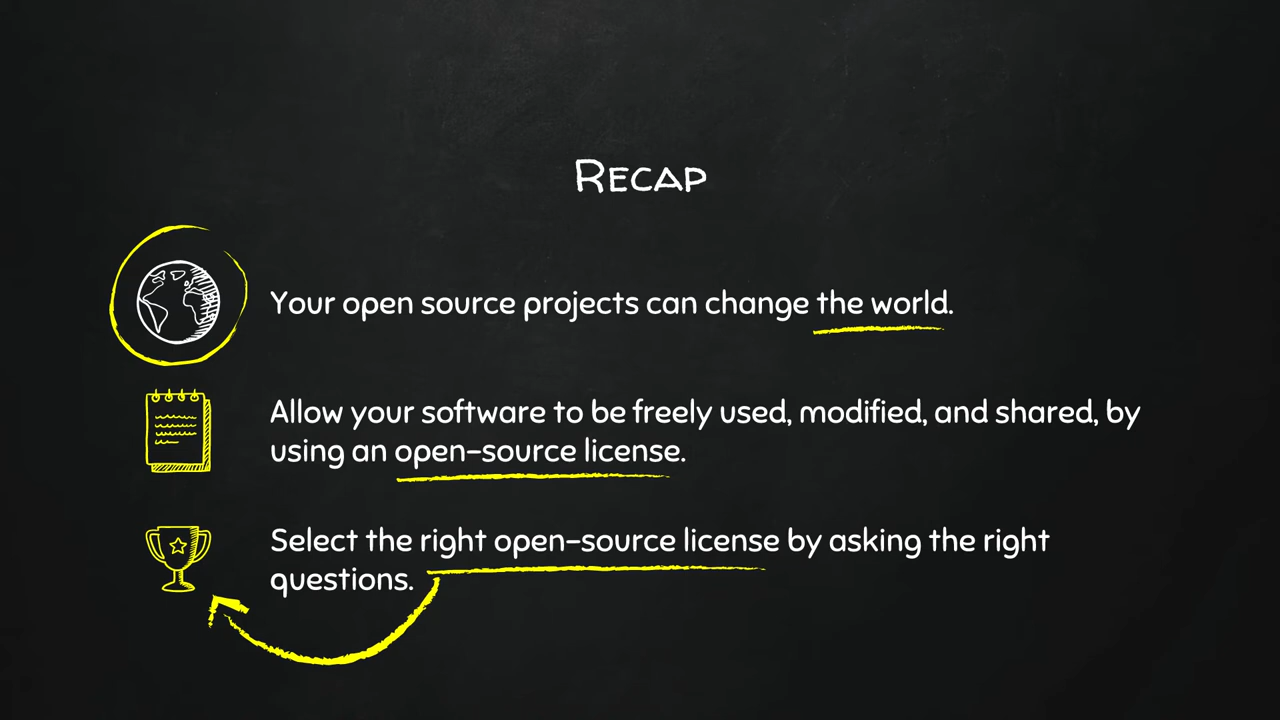 Recap
Your open source projects can change the world.
Allow your software to be freely used, modified, and shared, by
using an open-source license.
Select the right open-source license by asking the right
questions.